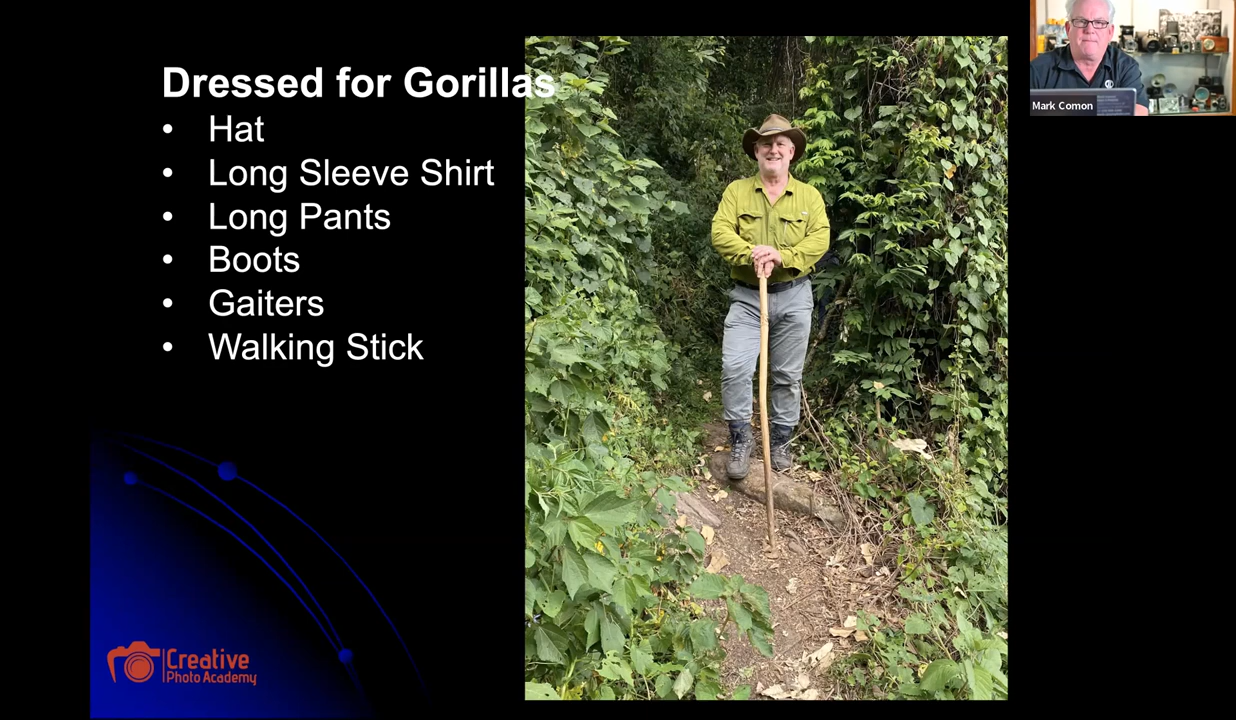 Dressed for Gorillas
• Hat
• Long Sleeve Shirt
• Long Pants
• Boots
• Gaiters
• Walking Stick
Mark Comon
Creative
Photo Academy